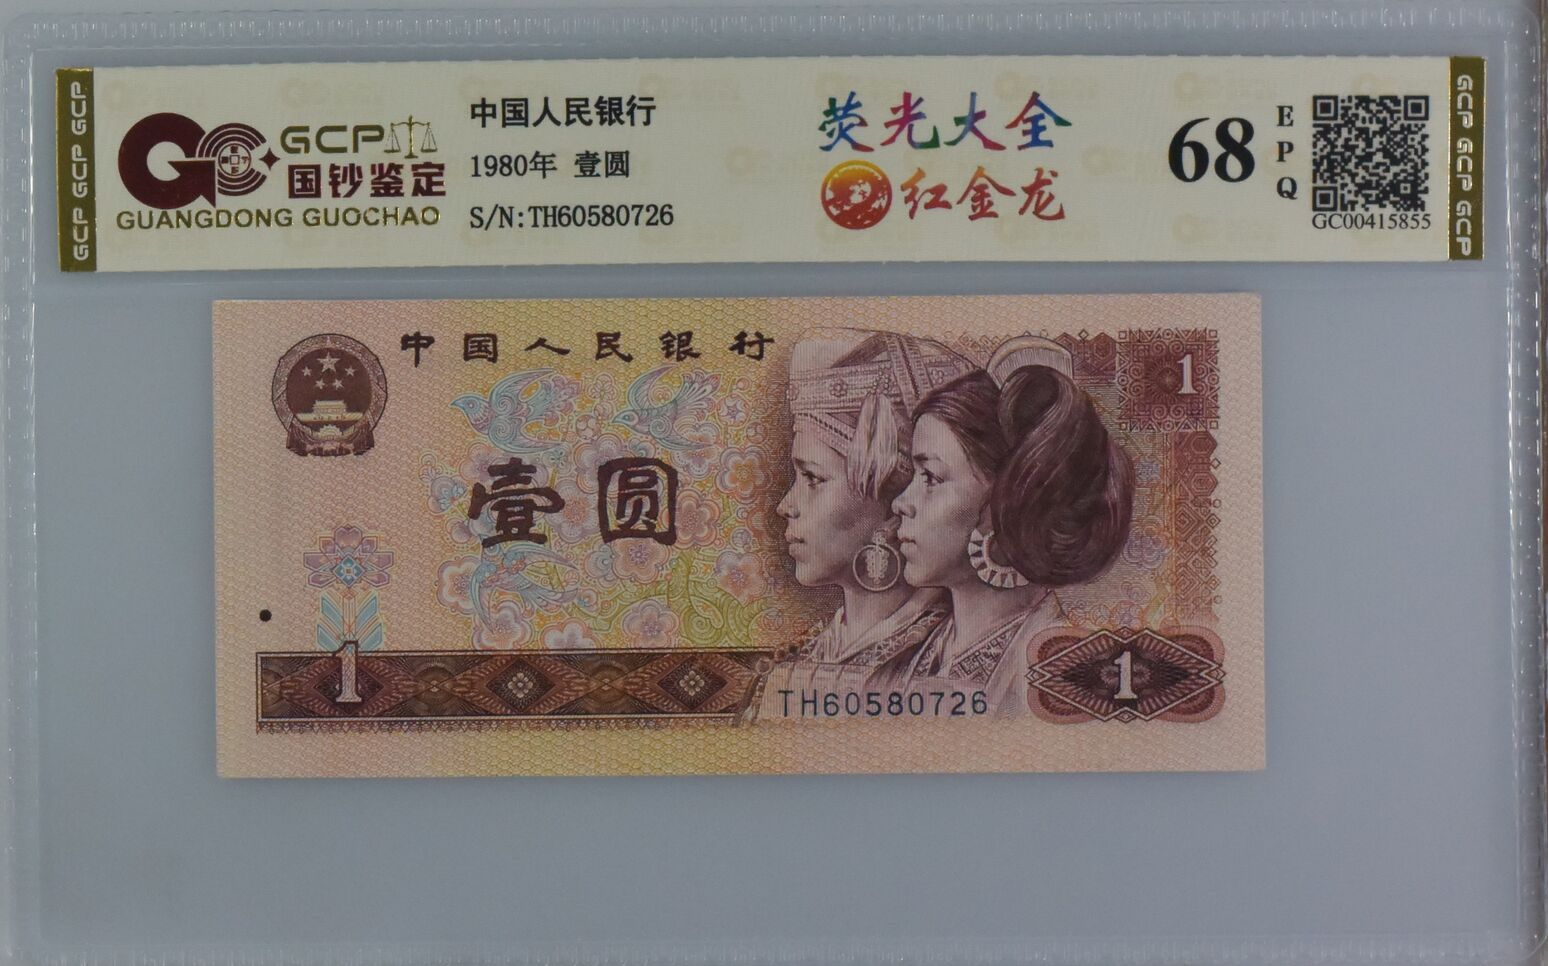 GCP GCP GCP
GCP
国钞鉴定
GUANGDONG GUOCHAO
中国人民银行
1980年 壹圆
S/N:TH60580726
荧光大全
红金龙
68
EPQ
GC00415855
GCP GCP GCP
中国人民银行
1
壹圆
1
TH60580726
1